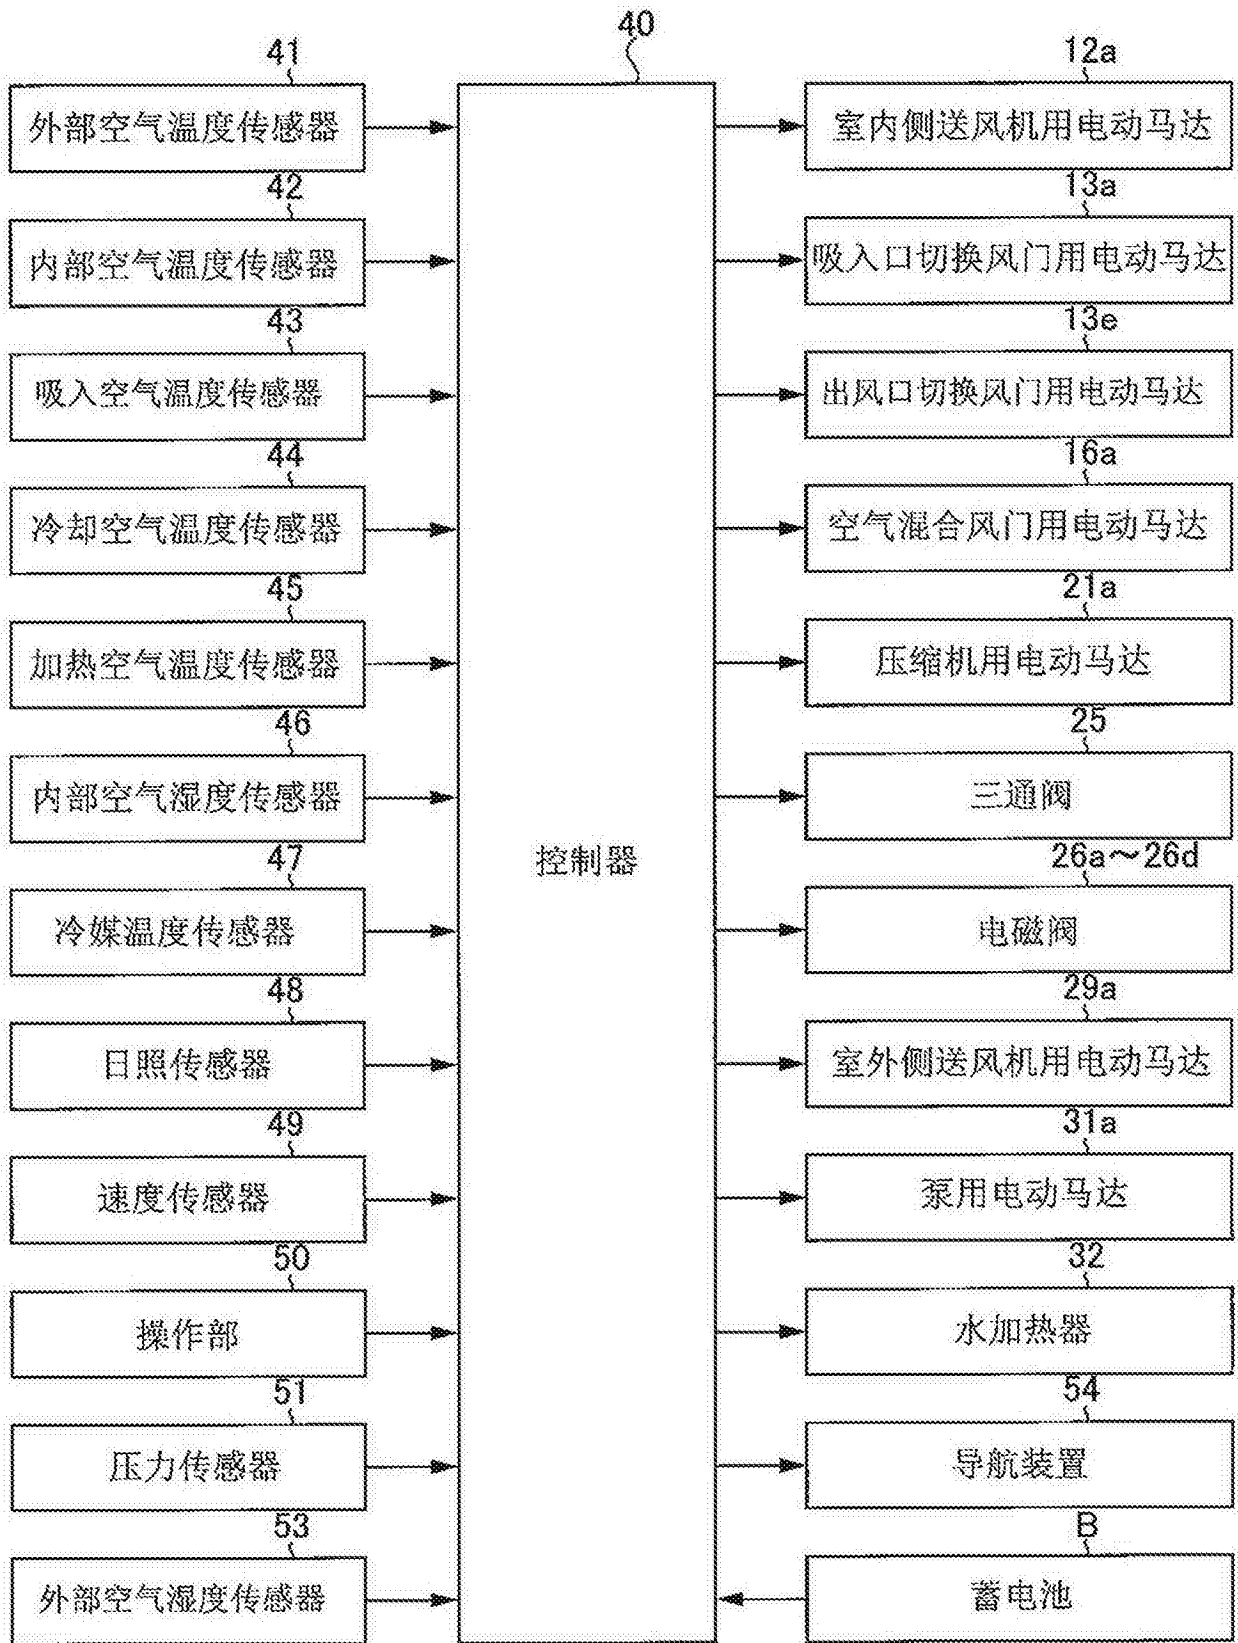 40
41
外部空气温度传感器
42
内部空气温度传感器
43
吸入空气温度传感器
44
冷却空气温度传感器
45
加热空气温度传感器
46
内部空气湿度传感器
47
冷媒温度传感器
48
日照传感器
49
速度传感器
50
操作部
51
压力传感器
53
外部空气湿度传感器
控制器
12a
室内侧送风机用电动马达
13a
吸入口切换风门用电动马达
13e
出风口切换风门用电动马达
16a
空气混合风门用电动马达
21a
压缩机用电动马达
25
三通阀
26a～26d
电磁阀
29a
室外侧送风机用电动马达
31a
泵用电动马达
32
水加热器
54
导航装置
B
蓄电池